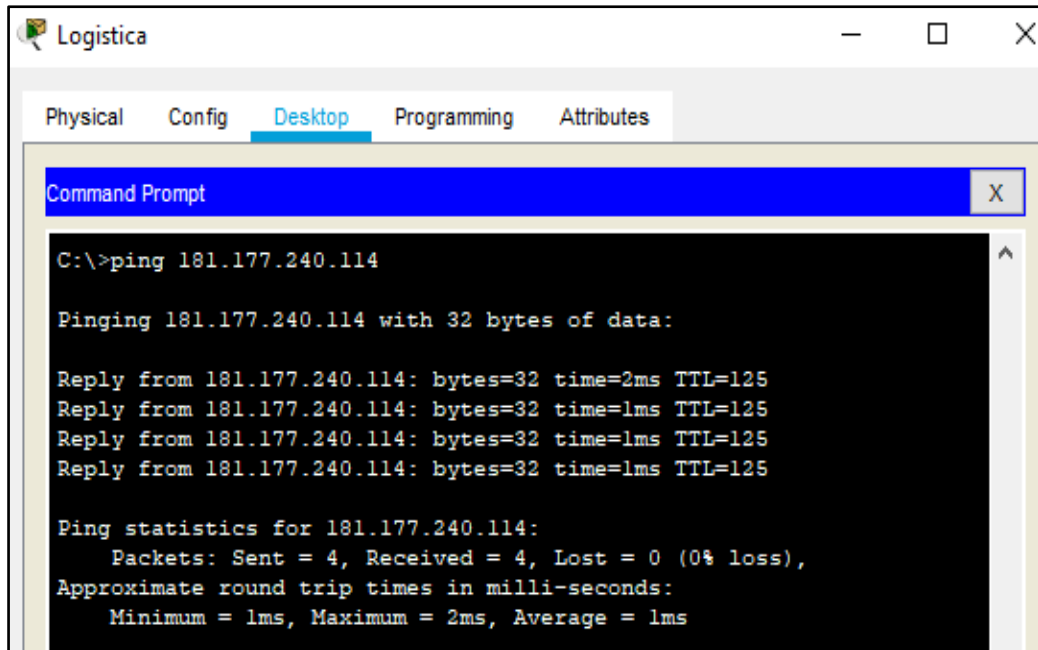 Logistica
Physical Config Desktop Programming Attributes
Command Prompt X
C:\>ping 181.177.240.114
Pinging 181.177.240.114 with 32 bytes of data:
Reply from 181.177.240.114: bytes=32 time=2ms TTL=125
Reply from 181.177.240.114: bytes=32 time=1ms TTL=125
Reply from 181.177.240.114: bytes=32 time=1ms TTL=125
Reply from 181.177.240.114: bytes=32 time=1ms TTL=125
Ping statistics for 181.177.240.114:
Packets: Sent = 4, Received = 4, Lost = 0 (0% loss),
Approximate round trip times in milli-seconds:
Minimum = 1ms, Maximum = 2ms, Average = 1ms